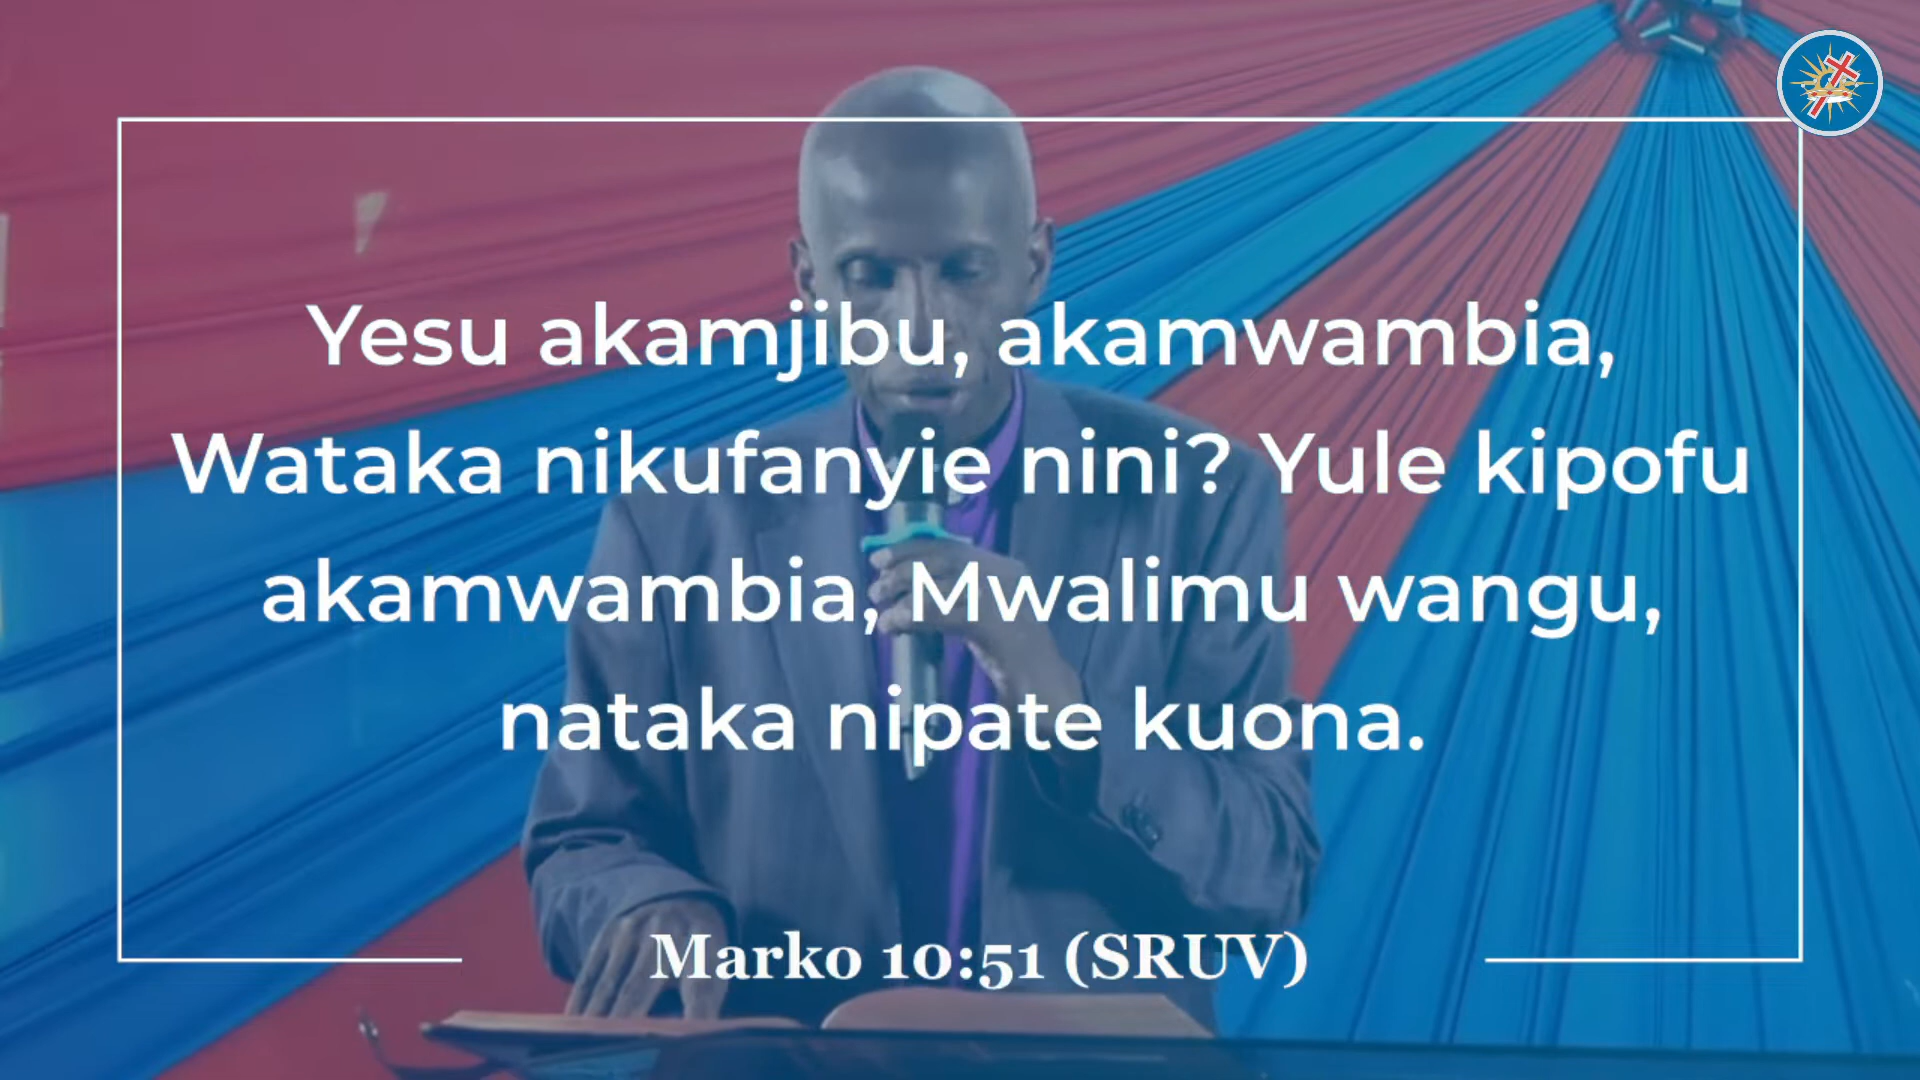 Yesu akamjibu, akamwambia,
Wataka nikufanyie nini? Yule kipofu
akamwambia, Mwalimu wangu,
nataka nipate kuona.
Marko 10:51 (SRUV)